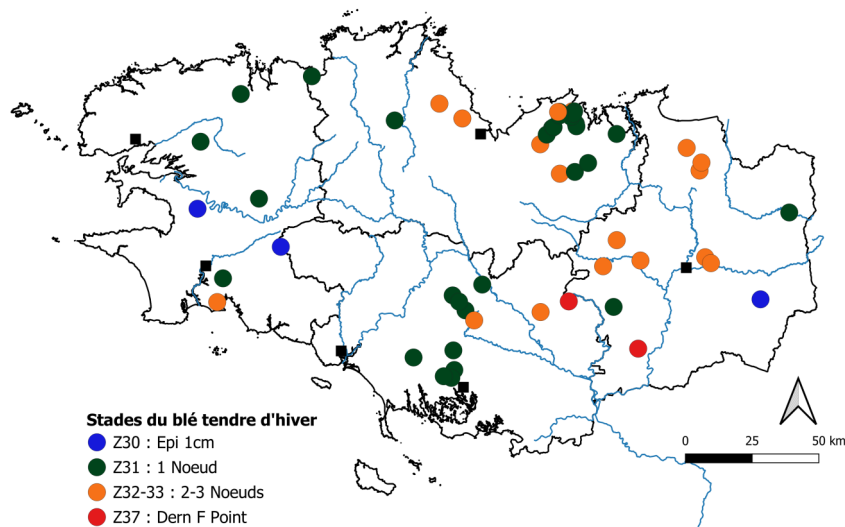 Stades du blé tendre d'hiver
Z30 : Epi 1cm
Z31 : 1 Noeud
Z32-33 : 2-3 Noeuds
Z37 : Dern F Point
0 25 50 km